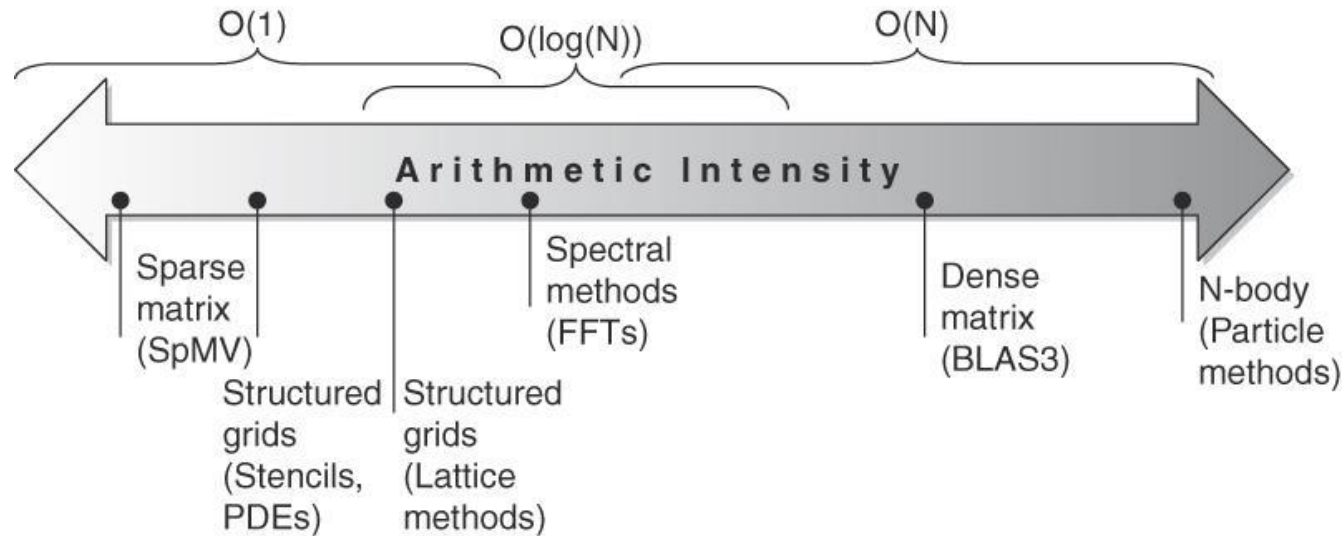 O(1)
O(log(N))
O(N)
Arithmetic Intensity
Sparse
matrix
(SpMV)
Structured
grids
(Stencils,
PDEs)
Structured
grids
(Lattice
methods)
Spectral
methods
(FFTs)
Dense
matrix
(BLAS3)
N-body
(Particle
methods)